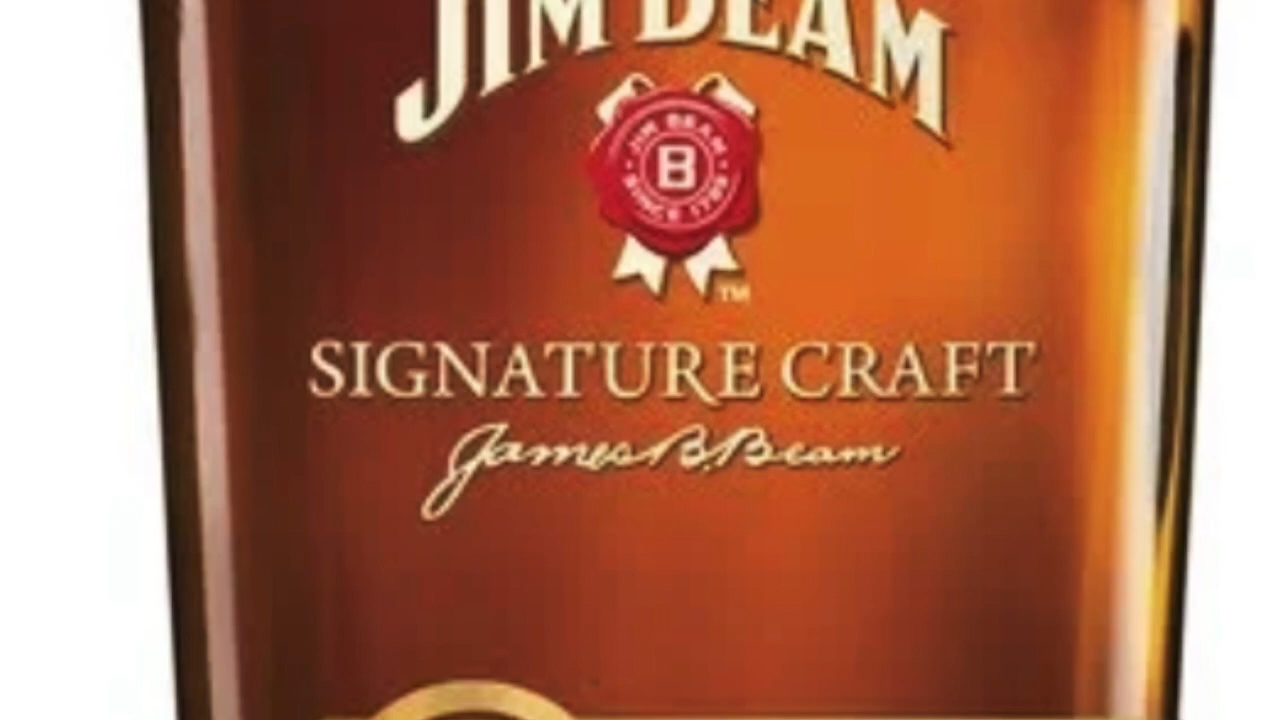 JIM BEAM
JIM BEAM
B
SINCE 1795
TM
SIGNATURE CRAFT
James B. Beam